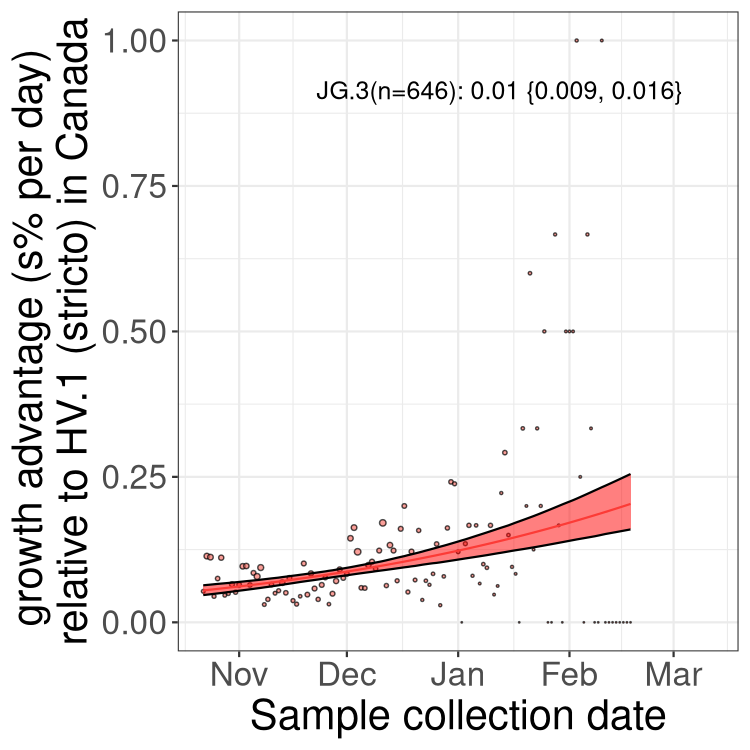 growth advantage (s% per day)
relative to HV.1 (stricto) in Canada
1.00
0.75
0.50
0.25
0.00
JG.3(n=646): 0.01 {0.009, 0.016}
Nov Dec Jan Feb Mar
Sample collection date